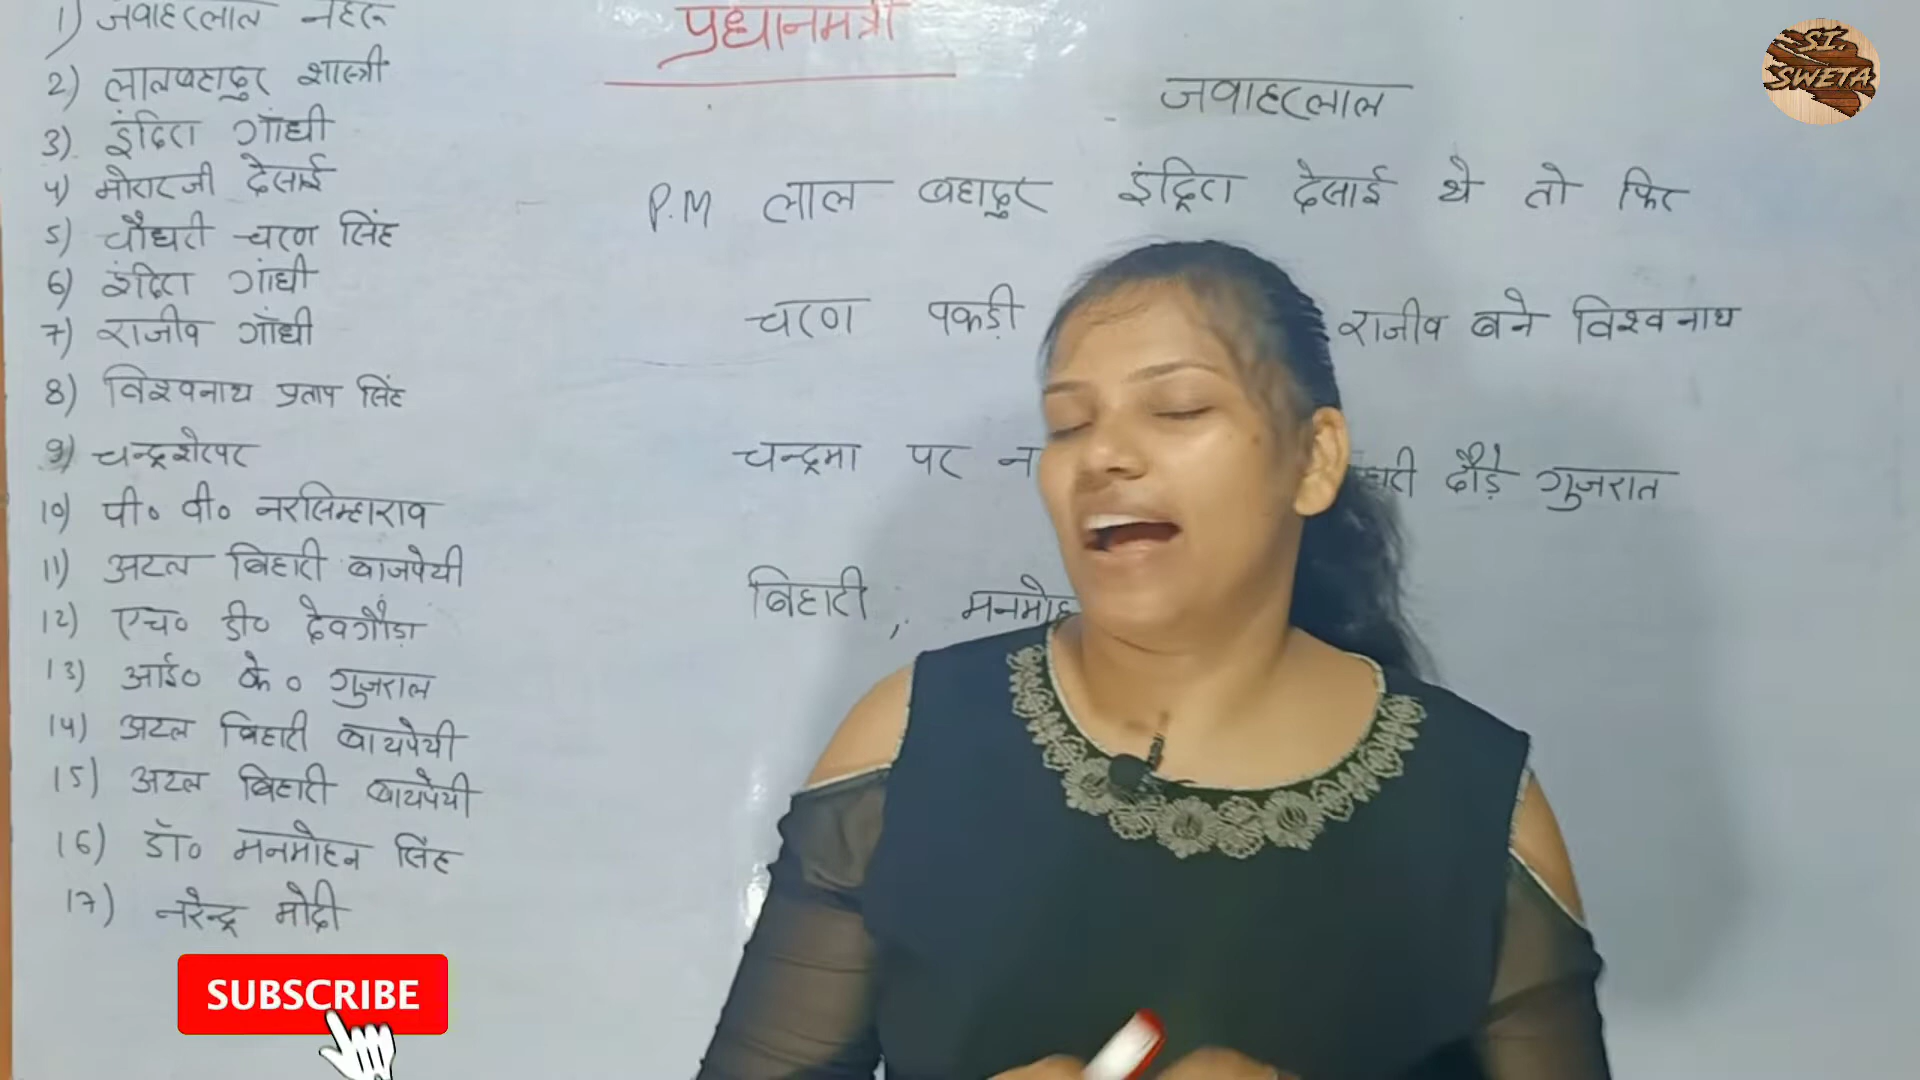 प्रधानमंत्री
1) जवाहरलाल नेहरू
2) लालबहादुर शास्त्री
3) इंदिरा गाँधी
4) मोरारजी देसाई
5) चौधरी चरण सिंह
6) इंदिरा गांधी
7) राजीव गाँधी
8) विश्वनाथ प्रताप सिंह
9) चन्द्रशेखर
10) पी० वी० नरसिम्हाराव
11) अटल बिहारी बाजपेयी
12) एच० डी० देवगौड़ा
13) आई० के० गुजराल
14) अटल बिहारी बायपेयी
15) अटल बिहारी बायपेयी
16) डॉ० मनमोहन सिंह
17) नरेन्द्र मोदी
जवाहरलाल
P.M लाल बहादुर इंद्रिरा देसाई थे तो फिर
चरण पकड़ी राजीव बने विश्वनाथ
चन्द्रमा पर दौड़े गुजरात
बिहारी ,
SI.
SWETA
SUBSCRIBE